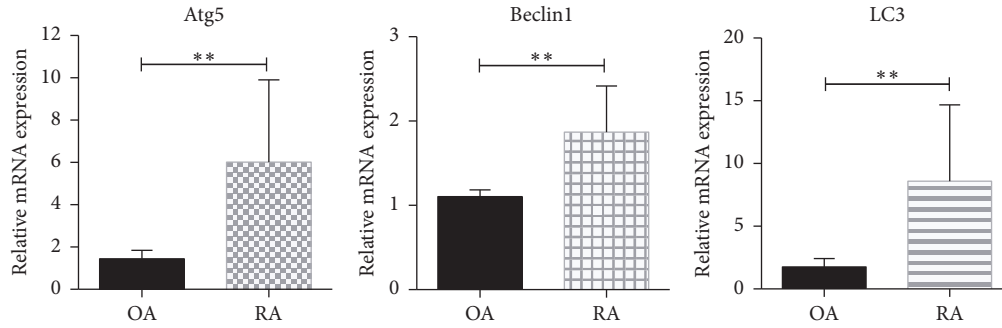 Atg5
Relative mRNA expression
12
10
8
6
4
2
0
**
OA RA
Beclin1
Relative mRNA expression
3
2
1
0
**
OA RA
LC3
Relative mRNA expression
20
15
10
5
0
**
OA RA